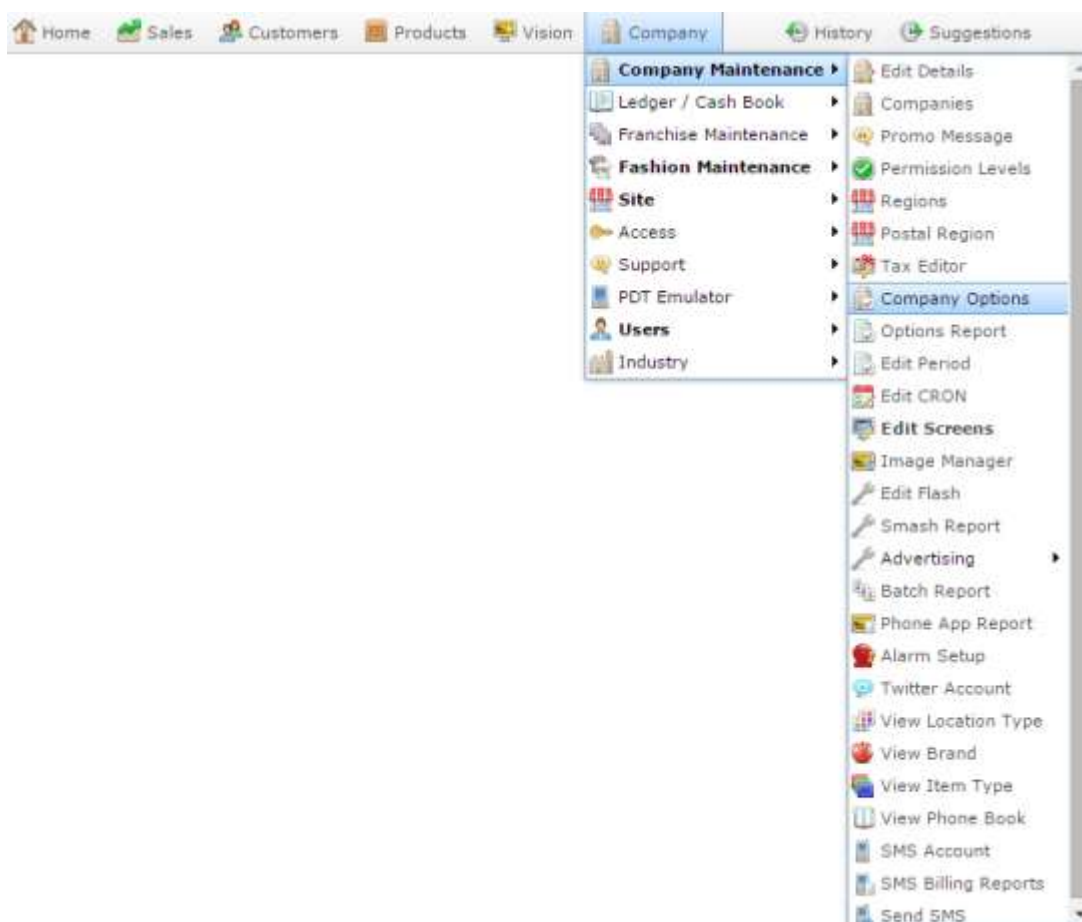 Home Sales Customers Products Vision Company History Suggestions
Company Maintenance
Ledger / Cash Book
Franchise Maintenance
Fashion Maintenance
Site
Access
Support
PDT Emulator
Users
Industry
Edit Details
Companies
Promo Message
Permission Levels
Regions
Postal Region
Tax Editor
Company Options
Options Report
Edit Period
Edit CRON
Edit Screens
Image Manager
Edit Flash
Smash Report
Advertising
Batch Report
Phone App Report
Alarm Setup
Twitter Account
View Location Type
View Brand
View Item Type
View Phone Book
SMS Account
SMS Billing Reports
Send SMS